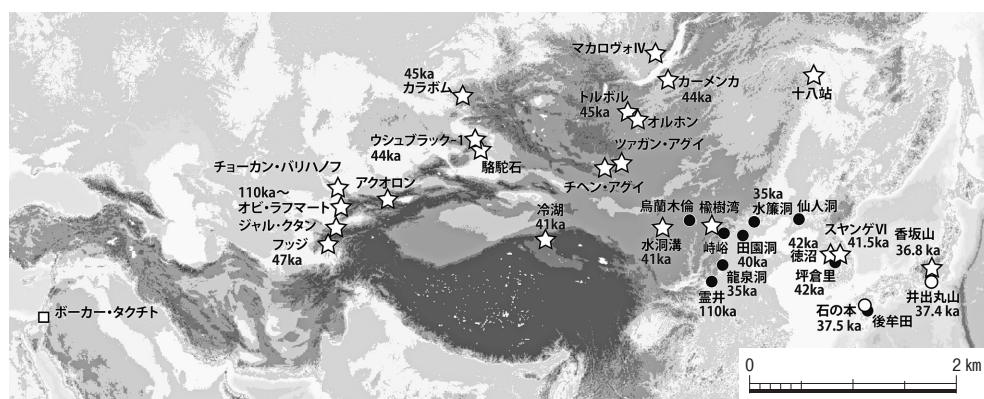 マカロヴォⅣ
45ka
カラボム
カーメンカ
44ka
十八站
トルボル
45ka
オルホン
ウシュブラック-1
44ka
駱駝石
ツァガン・アグイ
チヘン・アグイ
チョーカン・バリハノフ
アクオロン
110ka～
オビ・ラフマート
ジャル・クタン
フッジ
47ka
冷湖
41ka
烏蘭木倫
楡樹湾
35ka
水簾洞
仙人洞
水洞溝
41ka
峙峪
田園洞
40ka
スヤンゲⅥ
41.5ka
42ka
徳沼
坪倉里
42ka
香坂山
36.8 ka
龍泉洞
35ka
霊井
110ka
井出丸山
37.4 ka
石の本
37.5 ka
後牟田
ボーカー・タクチト
0
2 km